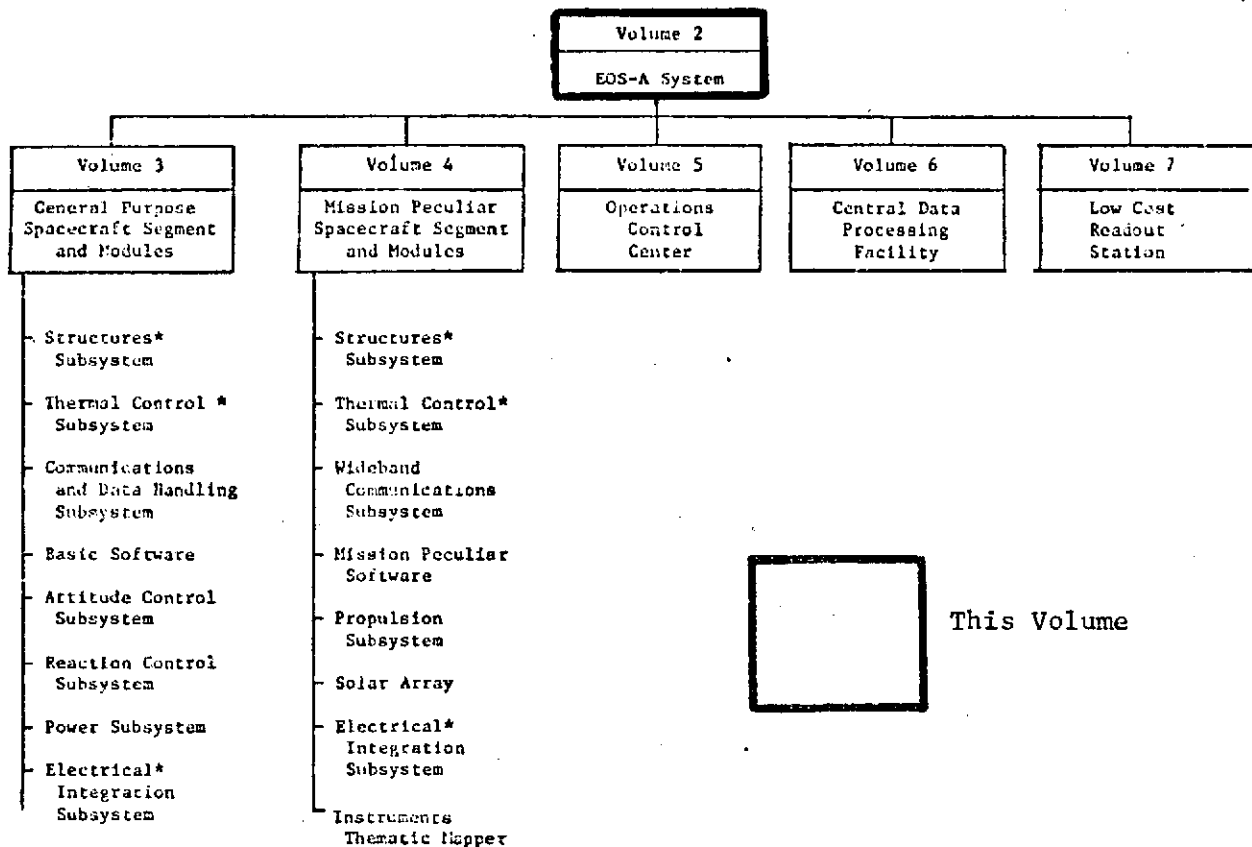 Volume 2
EOS-A System
Volume 3
General Purpose
Spacecraft Segment
and Modules
Volume 4
Mission Peculiar
Spacecraft Segment
and Modules
Volume 5
Operations
Control
Center
Volume 6
Central Data
Processing
Facility
Volume 7
Low Cost
Readout
Station
Structures*
Subsystem
Thermal Control *
Subsystem
Communications
and Data Handling
Subsystem
Basic Software
Attitude Control
Subsystem
Reaction Control
Subsystem
Power Subsystem
Electrical*
Integration
Subsystem
Structures*
Subsystem
Thermal Control*
Subsystem
Wideband
Communications
Subsystem
Mission Peculiar
Software
Propulsion
Subsystem
Solar Array
Electrical*
Integration
Subsystem
Instruments
Thematic Mapper
This Volume